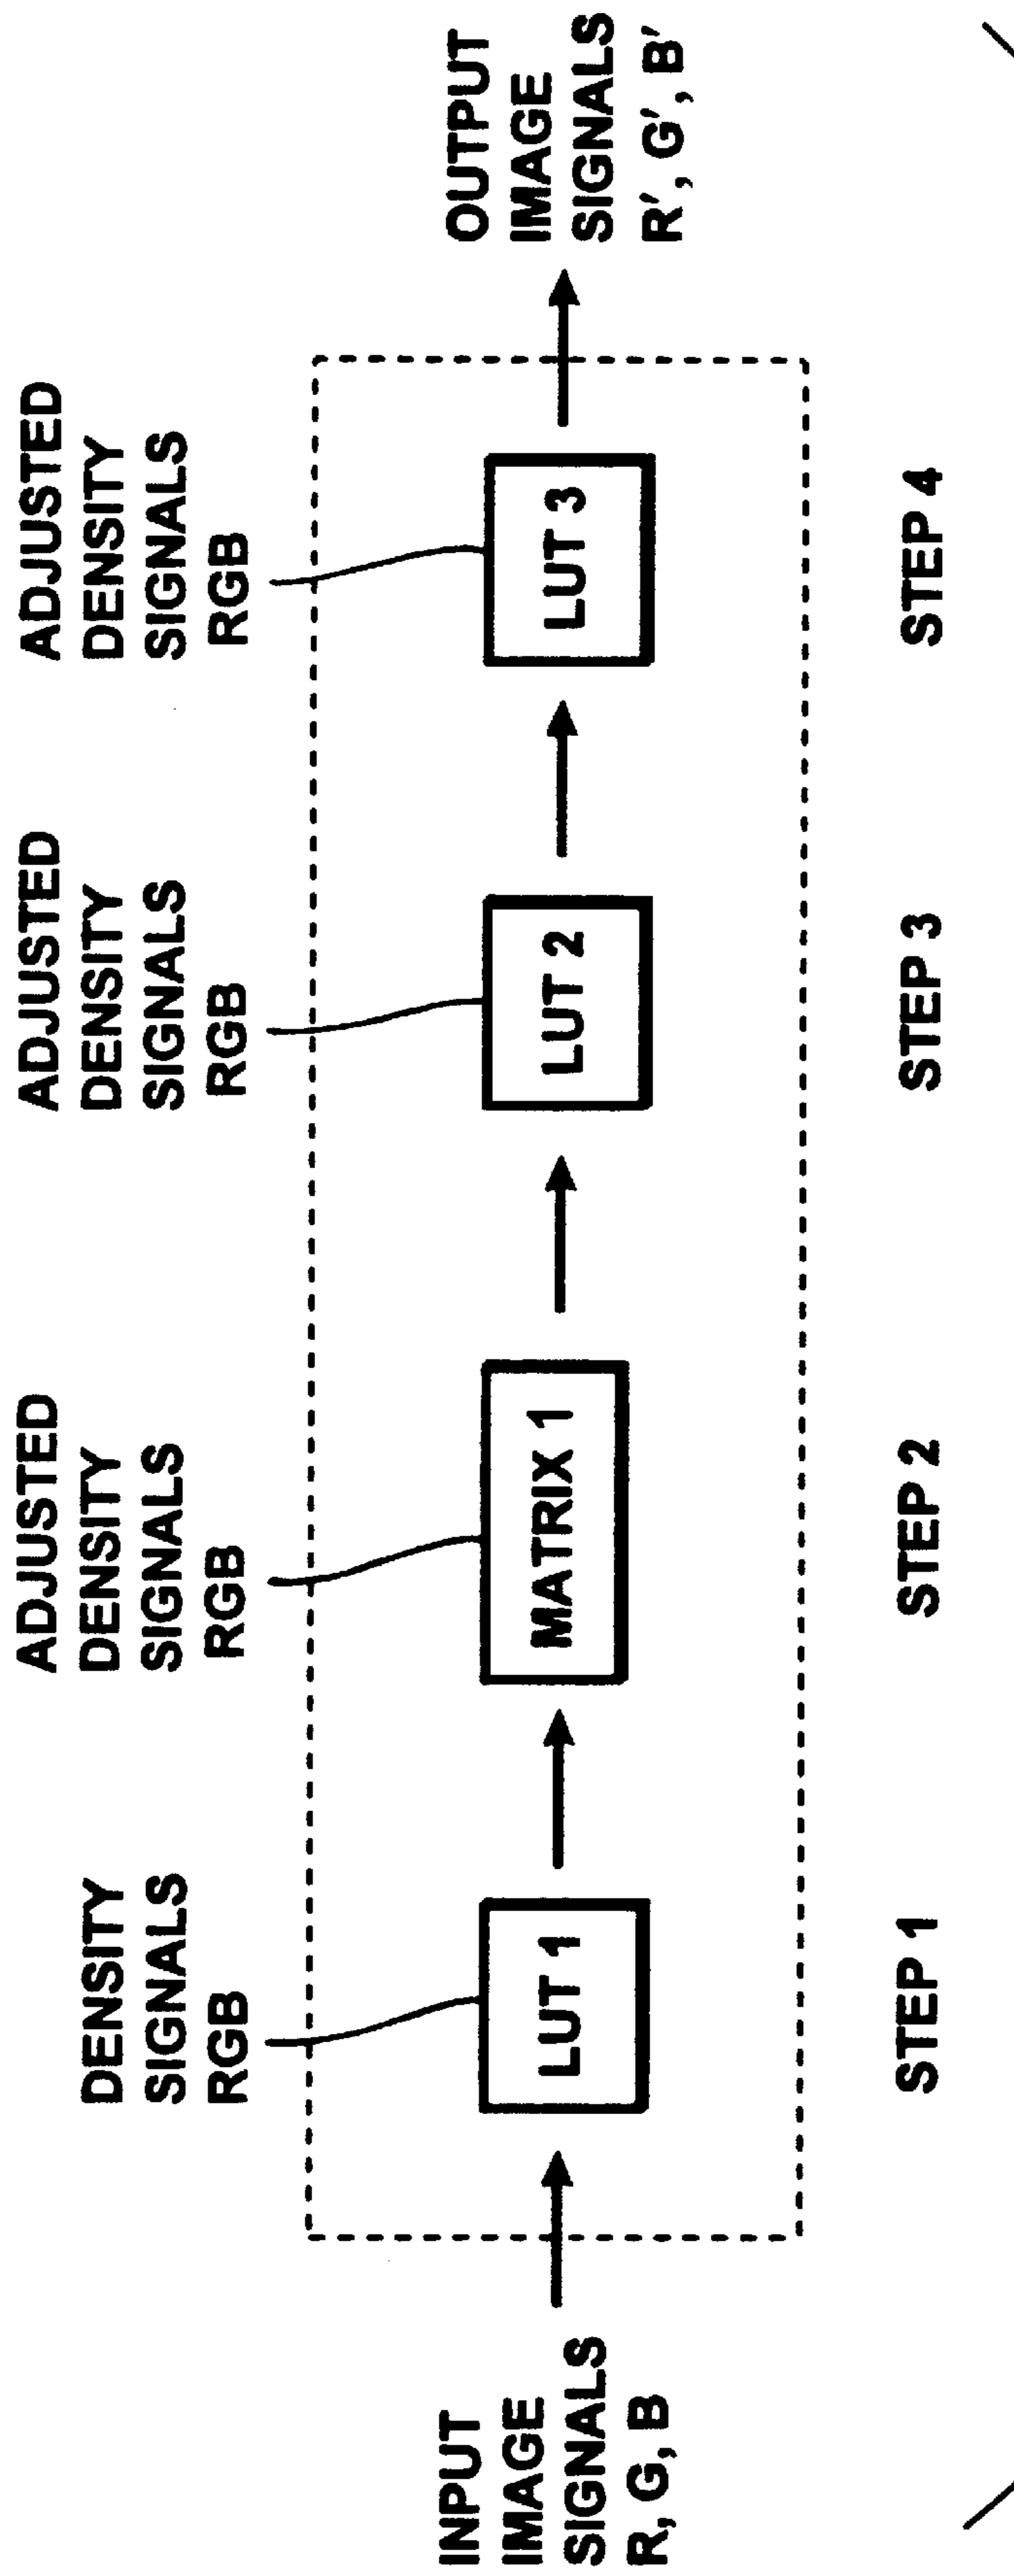 DENSITY
SIGNALS
RGB
ADJUSTED
DENSITY
SIGNALS
RGB
ADJUSTED
DENSITY
SIGNALS
RGB
ADJUSTED
DENSITY
SIGNALS
RGB
INPUT
IMAGE
SIGNALS
R, G, B
LUT 1
MATRIX 1
LUT 2
LUT 3
OUTPUT
IMAGE
SIGNALS
R′, G′, B′
STEP 1
STEP 2
STEP 3
STEP 4